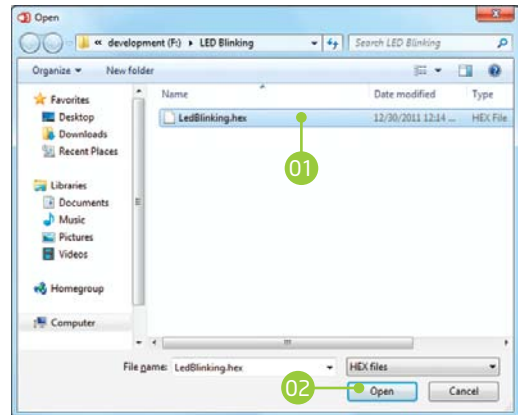 Open
« development (F:) ▸ LED Blinking
Search LED Blinking
Organize
New folder
Favorites
Desktop
Downloads
Recent Places
Libraries
Documents
Music
Pictures
Videos
Homegroup
Computer
Name
Date modified
Type
LedBlinking.hex
12/30/2011 12:14 ...
HEX File
01
File name: LedBlinking.hex
HEX files
02
Open
Cancel